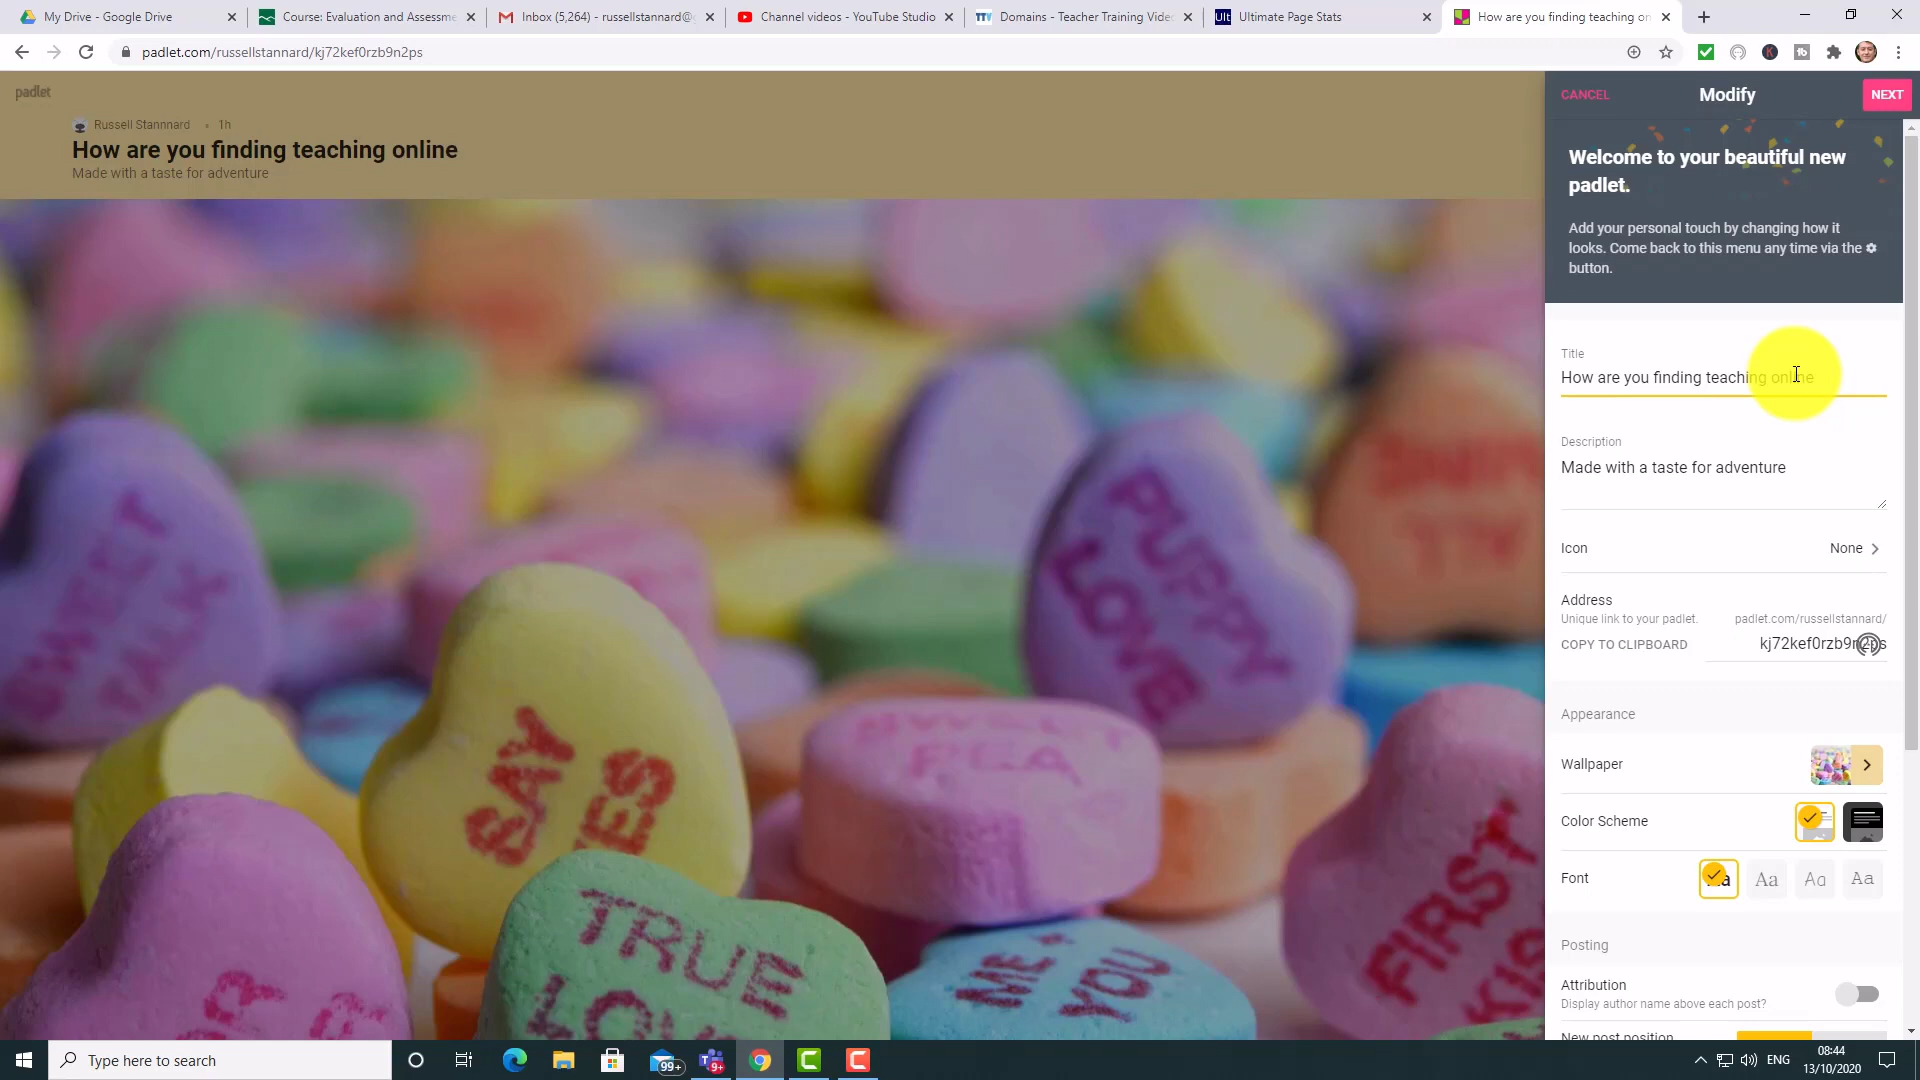 My Drive - Google Drive
Course: Evaluation and Assessme
Inbox (5,264) - russellstannard@
Channel videos - YouTube Studio
Domains - Teacher Training Vide
Ultimate Page Stats
How are you finding teaching on
padlet.com/russellstannard/kj72kef0rzb9n2ps
padlet
Russell Stannnard • 1h
How are you finding teaching online
Made with a taste for adventure
CANCEL
Modify
NEXT
Welcome to your beautiful new
padlet.
Add your personal touch by changing how it
looks. Come back to this menu any time via the
button.
Title
How are you finding teaching online
Description
Made with a taste for adventure
Icon
None
Address
Unique link to your padlet.
padlet.com/russellstannard/
COPY TO CLIPBOARD
kj72kef0rzb9n2ps
Appearance
Wallpaper
Color Scheme
Font
Aa Aa Aa
Posting
Attribution
Display author name above each post?
New post position
SWEET
TALK
PUPPY
LOVE
SAY
YES
SWEET
PEA
TRUE
ME +
YOU
FIRST
KISS
Type here to search
99+
9+
ENG
08:44
13/10/2020